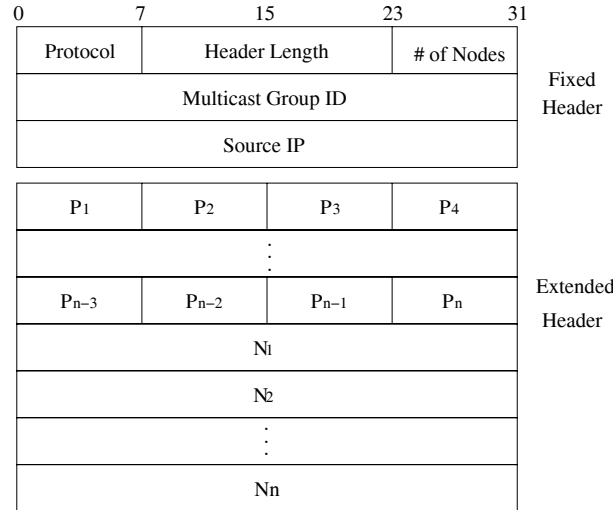 0 7 15 23 31
Protocol Header Length # of Nodes
Multicast Group ID
Source IP
Fixed
Header
P1 P2 P3 P4
⋮
Pn−3 Pn−2 Pn−1 Pn
N1
N2
⋮
Nn
Extended
Header